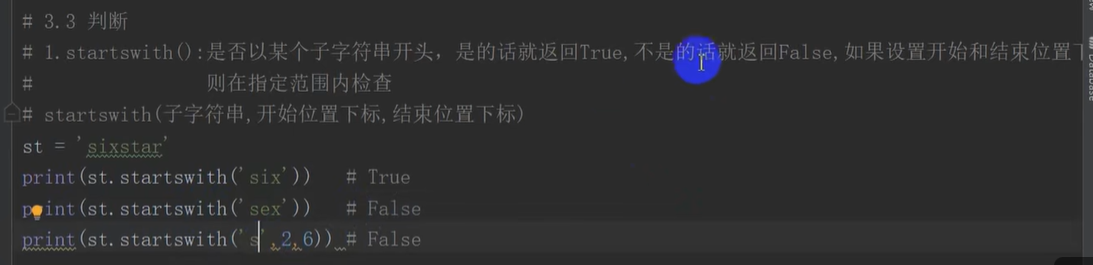 # 3.3 判断
# 1.startswith():是否以某个子字符串开头，是的话就返回True,不是的话就返回False,如果设置开始和结束位置下
#               则在指定范围内检查
# startswith(子字符串,开始位置下标,结束位置下标)
st = 'sixstar'
print(st.startswith('six'))   # True
print(st.startswith('sex'))   # False
print(st.startswith('s',2,6)) # False
Database